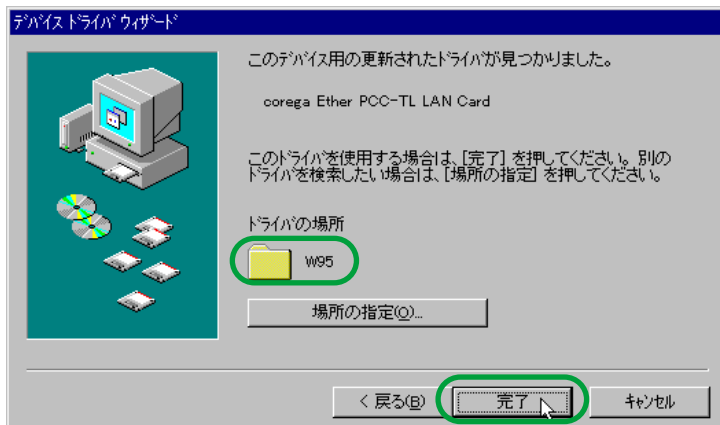 ﾃﾞﾊﾞｲｽ ﾄﾞﾗｲﾊﾞ ｳｨｻﾞｰﾄﾞ
このﾃﾞﾊﾞｲｽ用の更新されたﾄﾞﾗｲﾊﾞが見つかりました。
corega Ether PCC-TL LAN Card
このﾄﾞﾗｲﾊﾞを使用する場合は、[完了] を押してください。別の
ﾄﾞﾗｲﾊﾞを検索したい場合は、[場所の指定] を押してください。
ﾄﾞﾗｲﾊﾞの場所
W95
場所の指定(O)...
< 戻る(B)
完了
ｷｬﾝｾﾙ